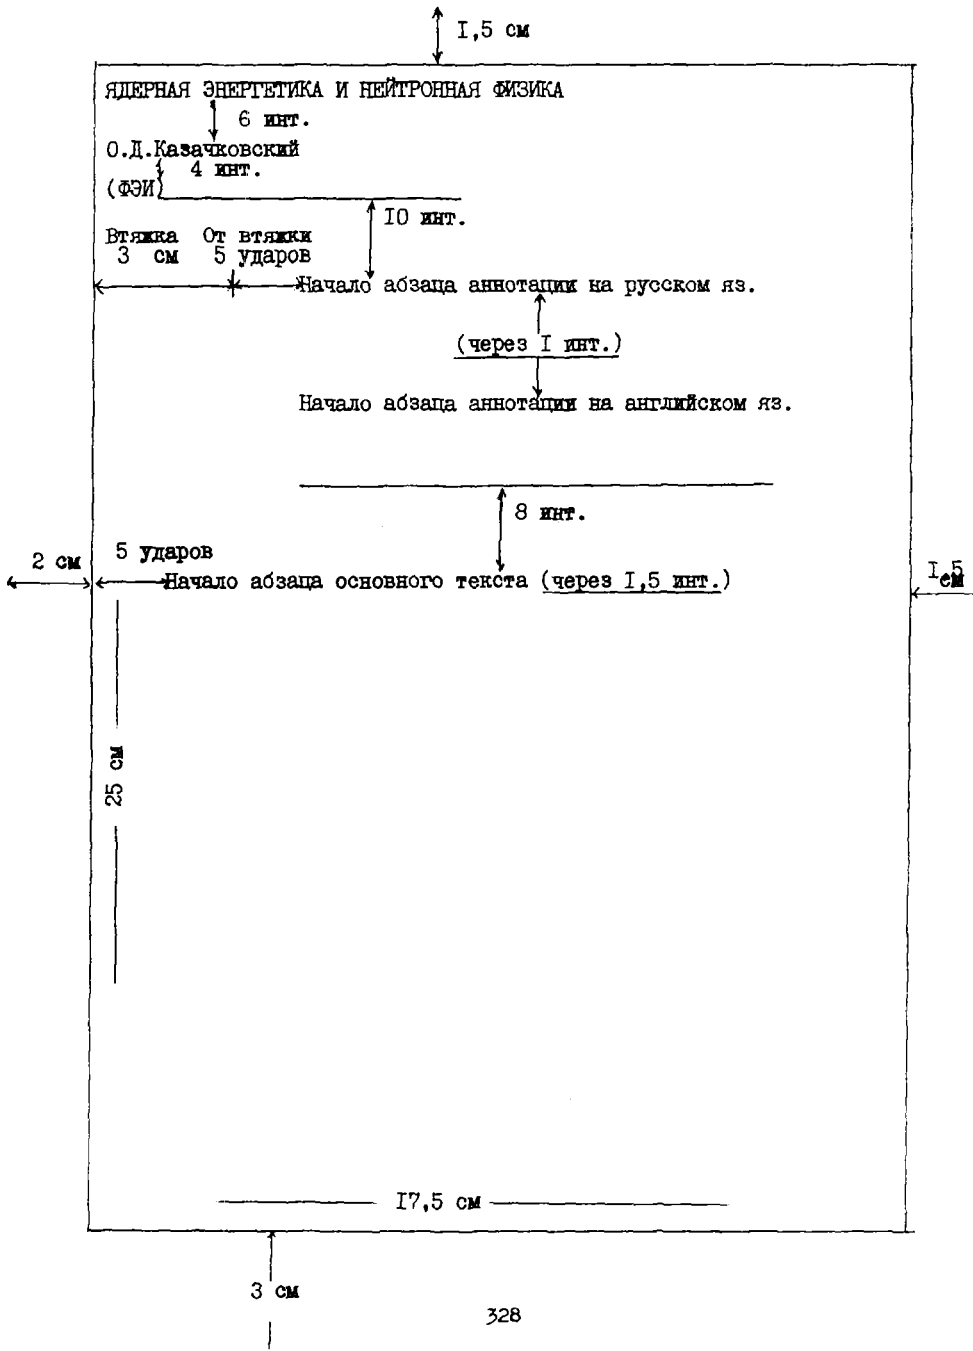 I,5 см
ЯДЕРНАЯ ЭНЕРГЕТИКА И НЕЙТРОННАЯ ФИЗИКА
6 инт.
О.Д.Казачковский
4 инт.
(ФЭИ)
IO инт.
Втяжка От втяжки
3 см 5 ударов
Начало абзаца аннотации на русском яз.
(через I инт.)
Начало абзаца аннотации на английском яз.
8 инт.
5 ударов
2 см
Начало абзаца основного текста (через I,5 инт.)
I,5
см
25 см
I7,5 см
3 см
328